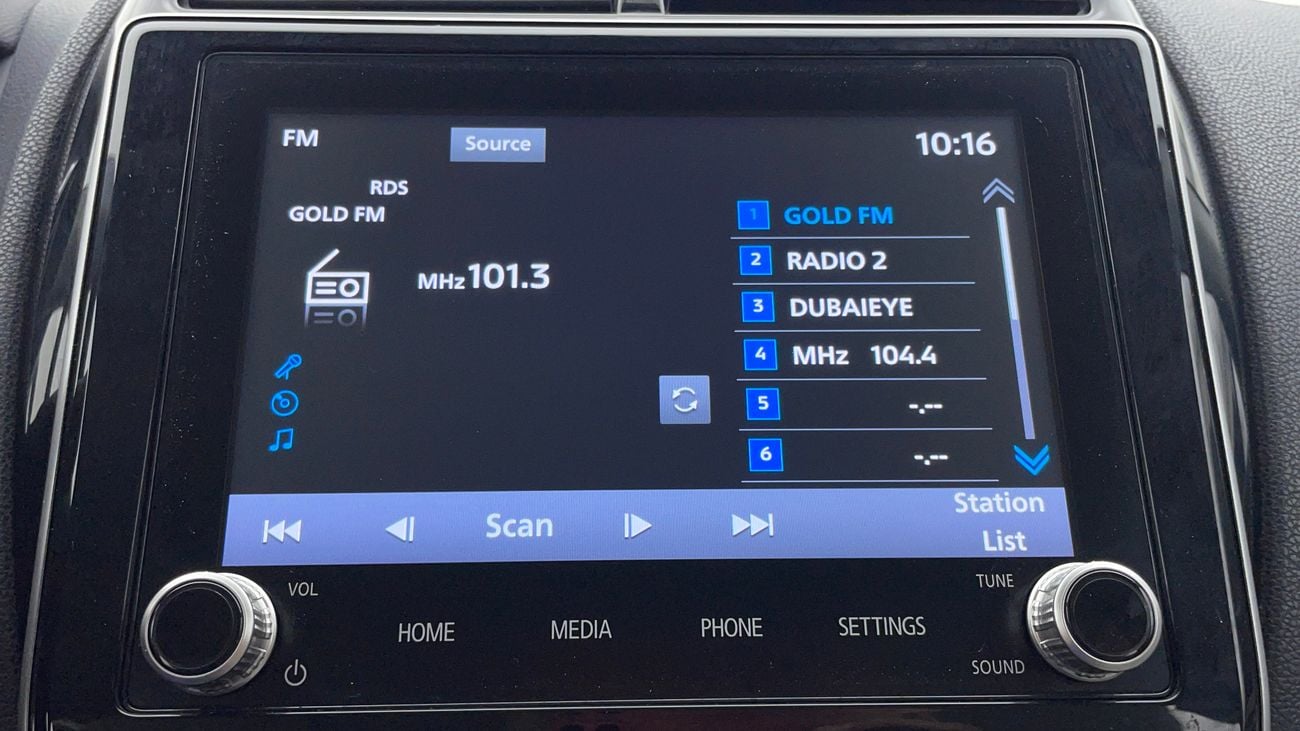 FM
Source
10:16
RDS
GOLD FM
MHz 101.3
1 GOLD FM
2 RADIO 2
3 DUBAIEYE
4 MHz 104.4
5 -.--
6 -.--
Scan
Station
List
VOL
TUNE
HOME
MEDIA
PHONE
SETTINGS
SOUND